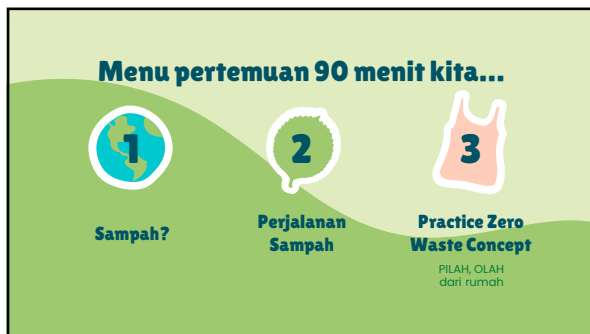 Menu pertemuan 90 menit kita...
1
Sampah?
2
Perjalanan
Sampah
3
Practice Zero
Waste Concept
PILAH, OLAH
dari rumah